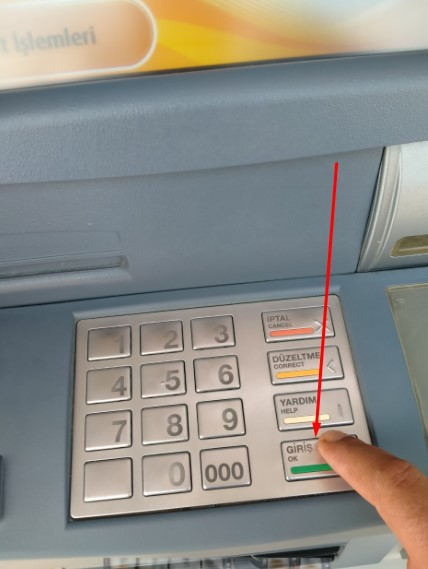 t İşlemleri
1 2 3
İPTAL
CANCEL
4 5 6
DÜZELTME
CORRECT
7 8 9
YARDIM
HELP
0 000
GİRİŞ
OK